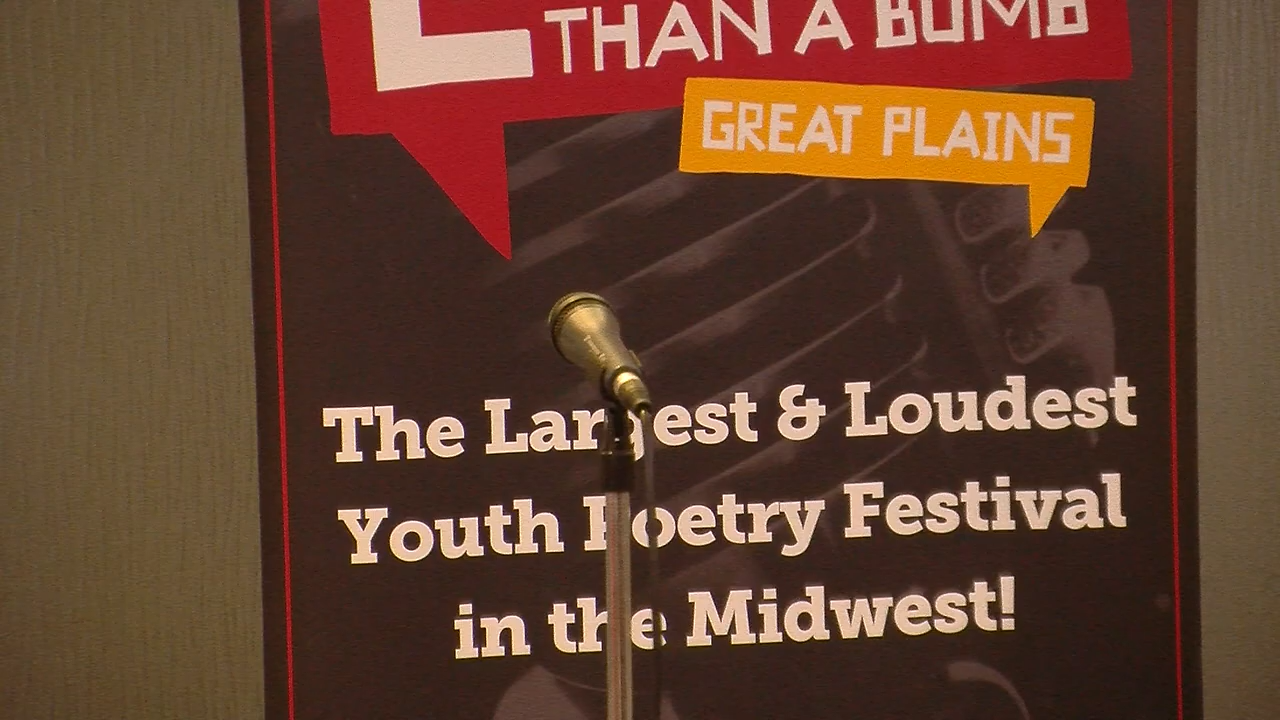 THAN A BOMB
GREAT PLAINS
The Largest & Loudest
Youth Poetry Festival
in the Midwest!